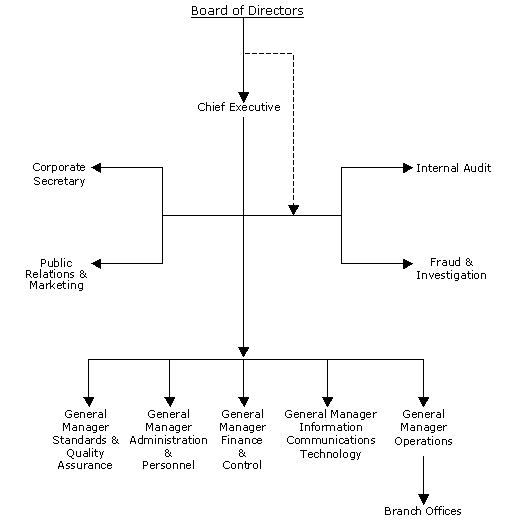 Board of Directors
Chief Executive
Corporate
Secretary
Internal Audit
Public
Relations &
Marketing
Fraud &
Investigation
General
Manager
Standards &
Quality
Assurance
General
Manager
Administration
&
Personnel
General
Manager
Finance
&
Control
General Manager
Information
Communications
Technology
General
Manager
Operations
Branch Offices